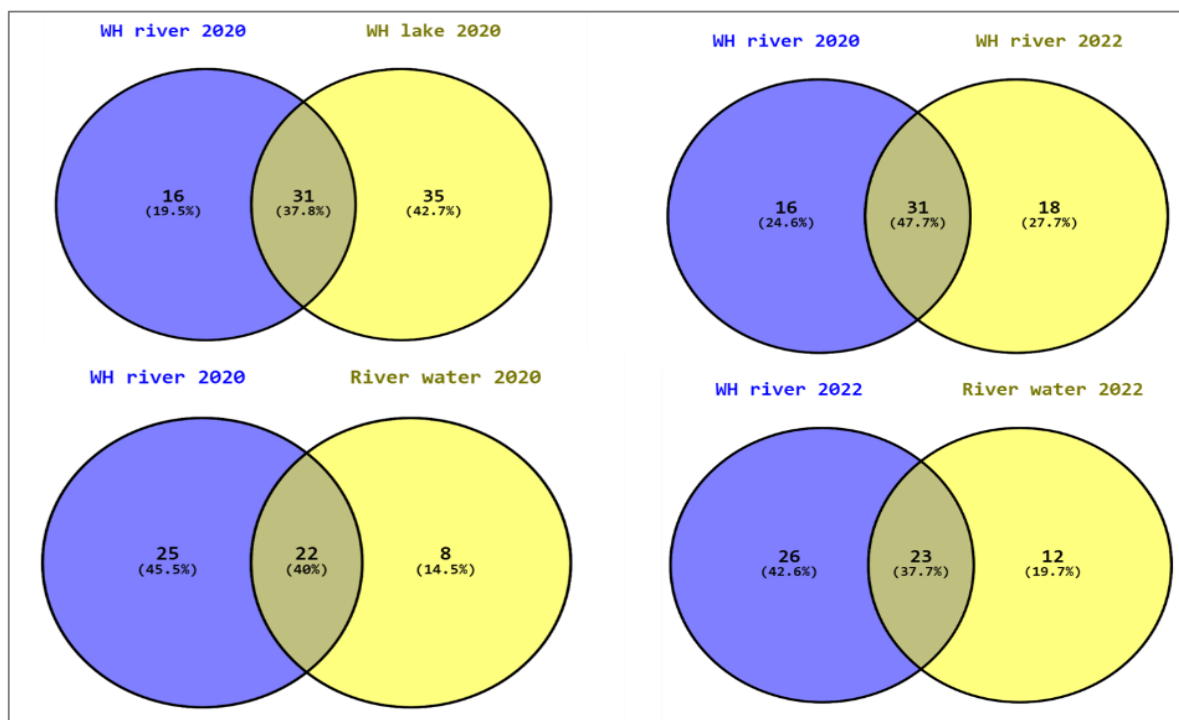 WH river 2020 WH lake 2020
16 31 35
(19.5%) (37.8%) (42.7%)
WH river 2020 WH river 2022
16 31 18
(24.6%) (47.7%) (27.7%)
WH river 2020 River water 2020
25 22 8
(45.5%) (40%) (14.5%)
WH river 2022 River water 2022
26 23 12
(42.6%) (37.7%) (19.7%)